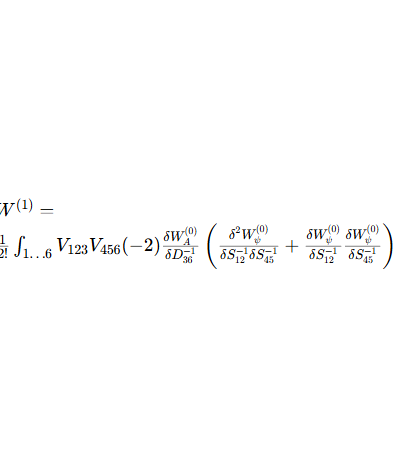 W^{(1)} =
\frac{1}{2!} \int_{1...6} V_{123} V_{456} (-2) \frac{\delta W_A^{(0)}}{\delta D_{36}^{-1}} \left( \frac{\delta^2 W_\psi^{(0)}}{\delta S_{12}^{-1} \delta S_{45}^{-1}} + \frac{\delta W_\psi^{(0)}}{\delta S_{12}^{-1}} \frac{\delta W_\psi^{(0)}}{\delta S_{45}^{-1}} \right)